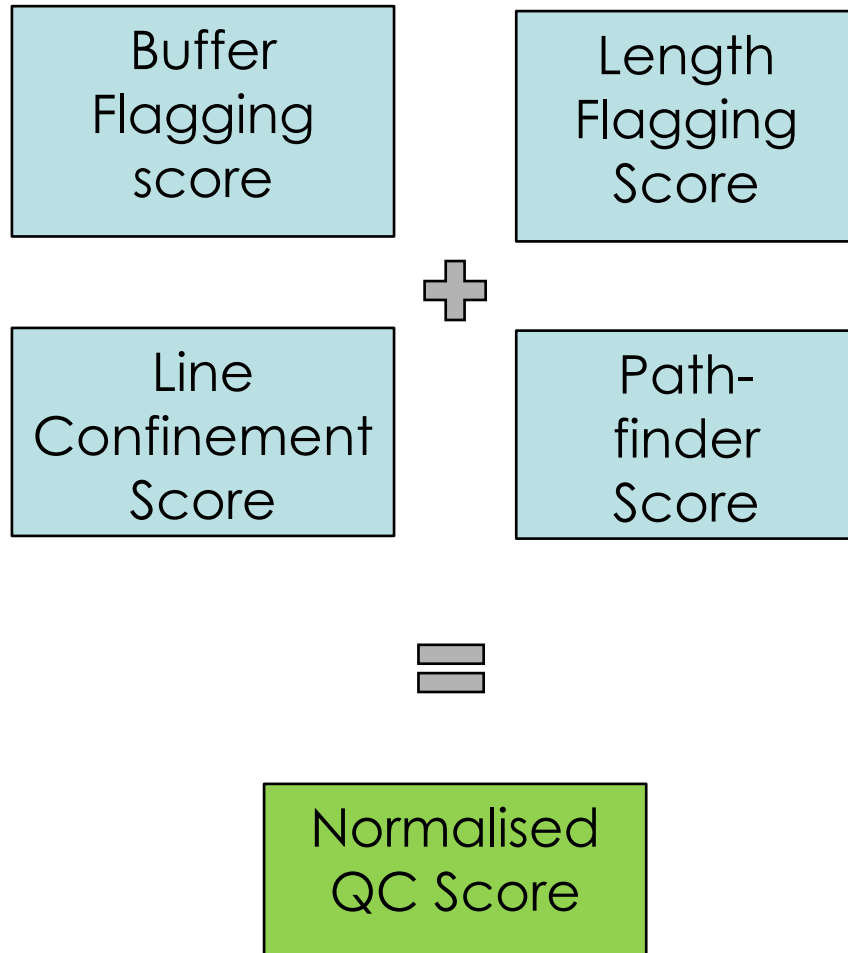 Buffer
Flagging
score
Length
Flagging
Score
Line
Confinement
Score
Path-
finder
Score
Normalised
QC Score